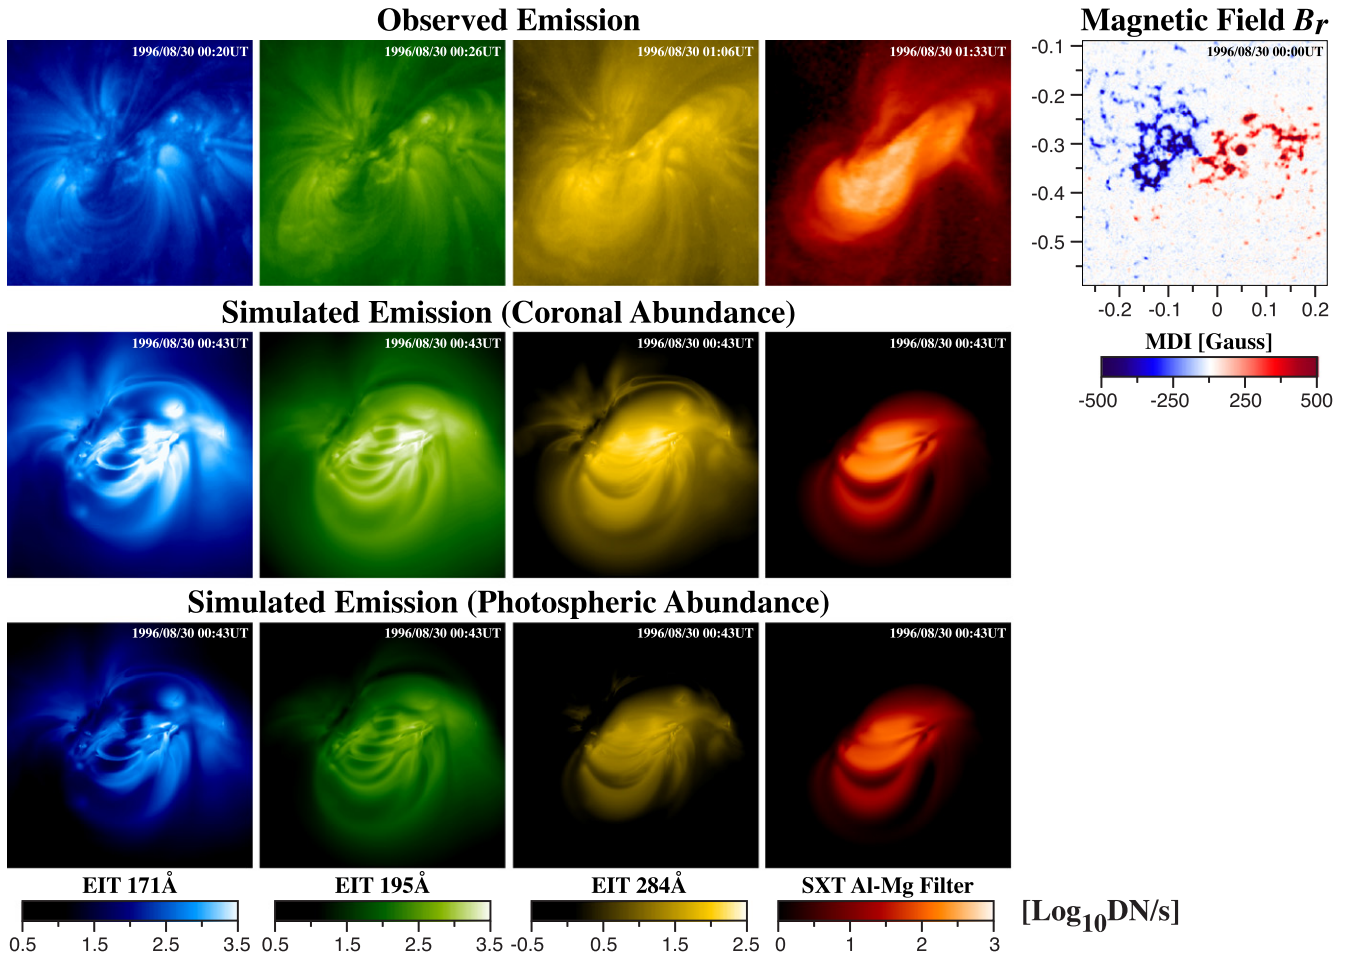 Observed Emission
Magnetic Field Br
1996/08/30 00:20UT 1996/08/30 00:26UT 1996/08/30 01:06UT 1996/08/30 01:33UT 1996/08/30 00:00UT
-0.1
-0.2
-0.3
-0.4
-0.5
-0.2 -0.1 0 0.1 0.2
MDI [Gauss]
-500 -250 0 250 500
Simulated Emission (Coronal Abundance)
1996/08/30 00:43UT 1996/08/30 00:43UT 1996/08/30 00:43UT 1996/08/30 00:43UT
Simulated Emission (Photospheric Abundance)
1996/08/30 00:43UT 1996/08/30 00:43UT 1996/08/30 00:43UT 1996/08/30 00:43UT
EIT 171Å EIT 195Å EIT 284Å SXT Al-Mg Filter
[Log10DN/s]
0.5 1.5 2.5 3.5 0.5 1.5 2.5 3.5 -0.5 0.5 1.5 2.5 0 1 2 3